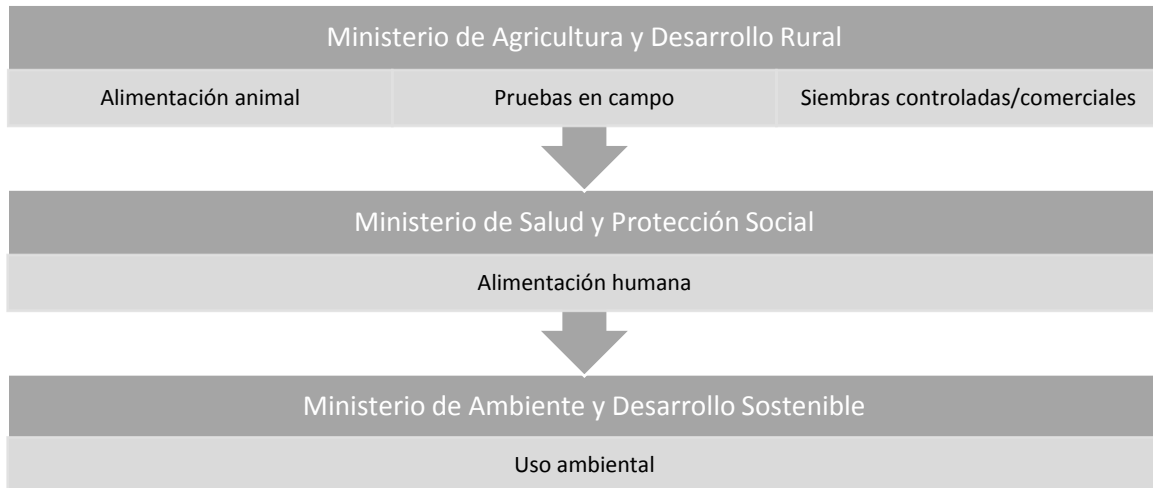 Ministerio de Agricultura y Desarrollo Rural
Alimentación animal
Pruebas en campo
Siembras controladas/comerciales
Ministerio de Salud y Protección Social
Alimentación humana
Ministerio de Ambiente y Desarrollo Sostenible
Uso ambiental